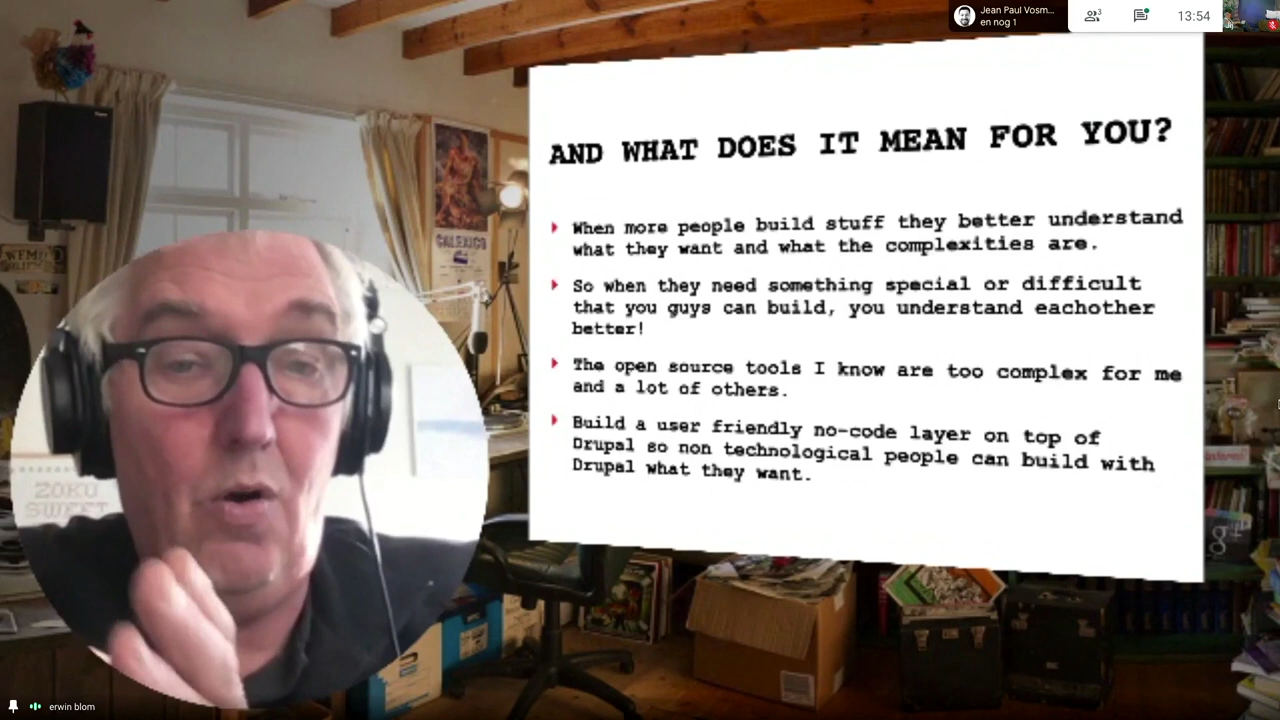 Jean Paul Vosm...
en nog 1
3
13:54
AND WHAT DOES IT MEAN FOR YOU?
When more people build stuff they better understand
what they want and what the complexities are.
So when they need something special or difficult
that you guys can build, you understand eachother
better!
The open source tools I know are too complex for me
and a lot of others.
Build a user friendly no-code layer on top of
Drupal so non technological people can build with
Drupal what they want.
CALEXICO
ZOKU
SWEET
erwin blom